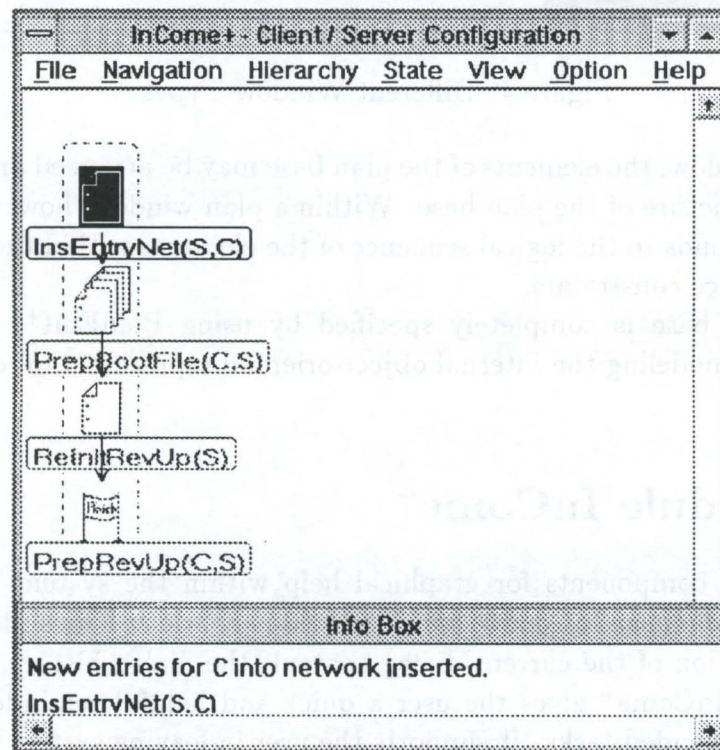 InCome+ - Client / Server Configuration
File Navigation Hierarchy State View Option Help
InsEntryNet(S,C)
PrepBootFile(C,S)
ReInitRevUp(S)
PrepRevUp(C,S)
Info Box
New entries for C into network inserted.
InsEntryNet(S,C)